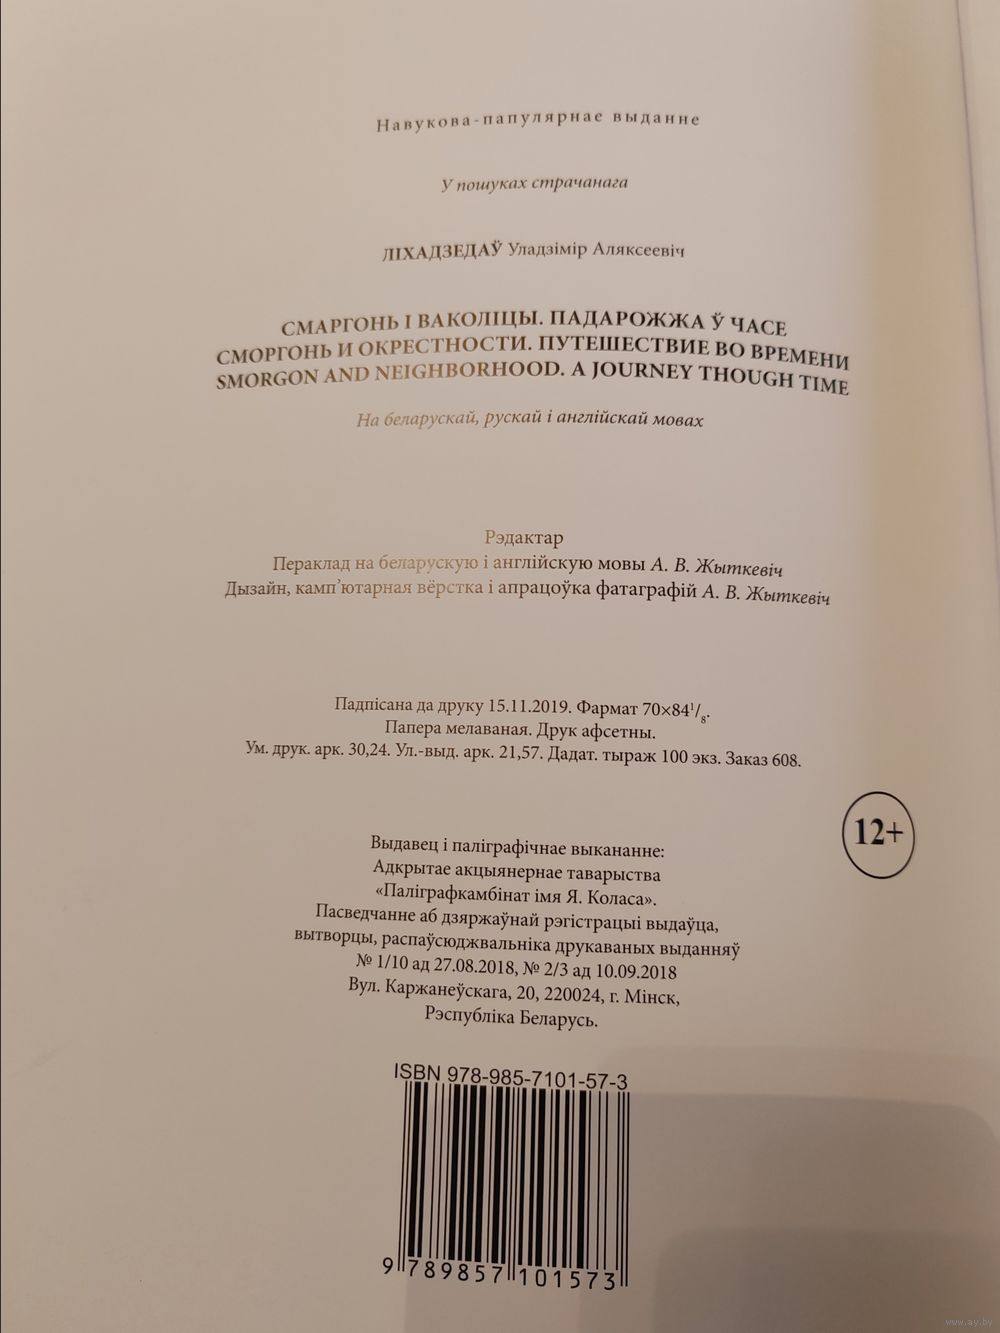 Навукова-папулярнае выданне
У пошуках страчанага
ЛІХАДЗЕДАЎ Уладзімір Аляксеевіч
СМАРГОНЬ І ВАКОЛІЦЫ. ПАДАРОЖЖА Ў ЧАСЕ
СМОРГОНЬ И ОКРЕСТНОСТИ. ПУТЕШЕСТВИЕ ВО ВРЕМЕНИ
SMORGON AND NEIGHBORHOOD. A JOURNEY THOUGH TIME
На беларускай, рускай і англійскай мовах
Рэдактар
Пераклад на беларускую і англійскую мовы А. В. Жыткевіч
Дызайн, камп'ютарная вёрстка і апрацоўка фатаграфій А. В. Жыткевіч
Падпісана да друку 15.11.2019. Фармат 70×84¹/₈.
Папера мелаваная. Друк афсетны.
Ум. друк. арк. 30,24. Ул.-выд. арк. 21,57. Дадат. тыраж 100 экз. Заказ 608.
12+
Выдавец і паліграфічнае выкананне:
Адкрытае акцыянернае таварыства
«Паліграфкамбінат імя Я. Коласа».
Пасведчанне аб дзяржаўнай рэгістрацыі выдаўца,
вытворцы, распаўсюджвальніка друкаваных выданняў
№ 1/10 ад 27.08.2018, № 2/3 ад 10.09.2018
Вул. Каржанеўскага, 20, 220024, г. Мінск,
Рэспубліка Беларусь.
ISBN 978-985-7101-57-3
9 789857 101573
www.ay.by